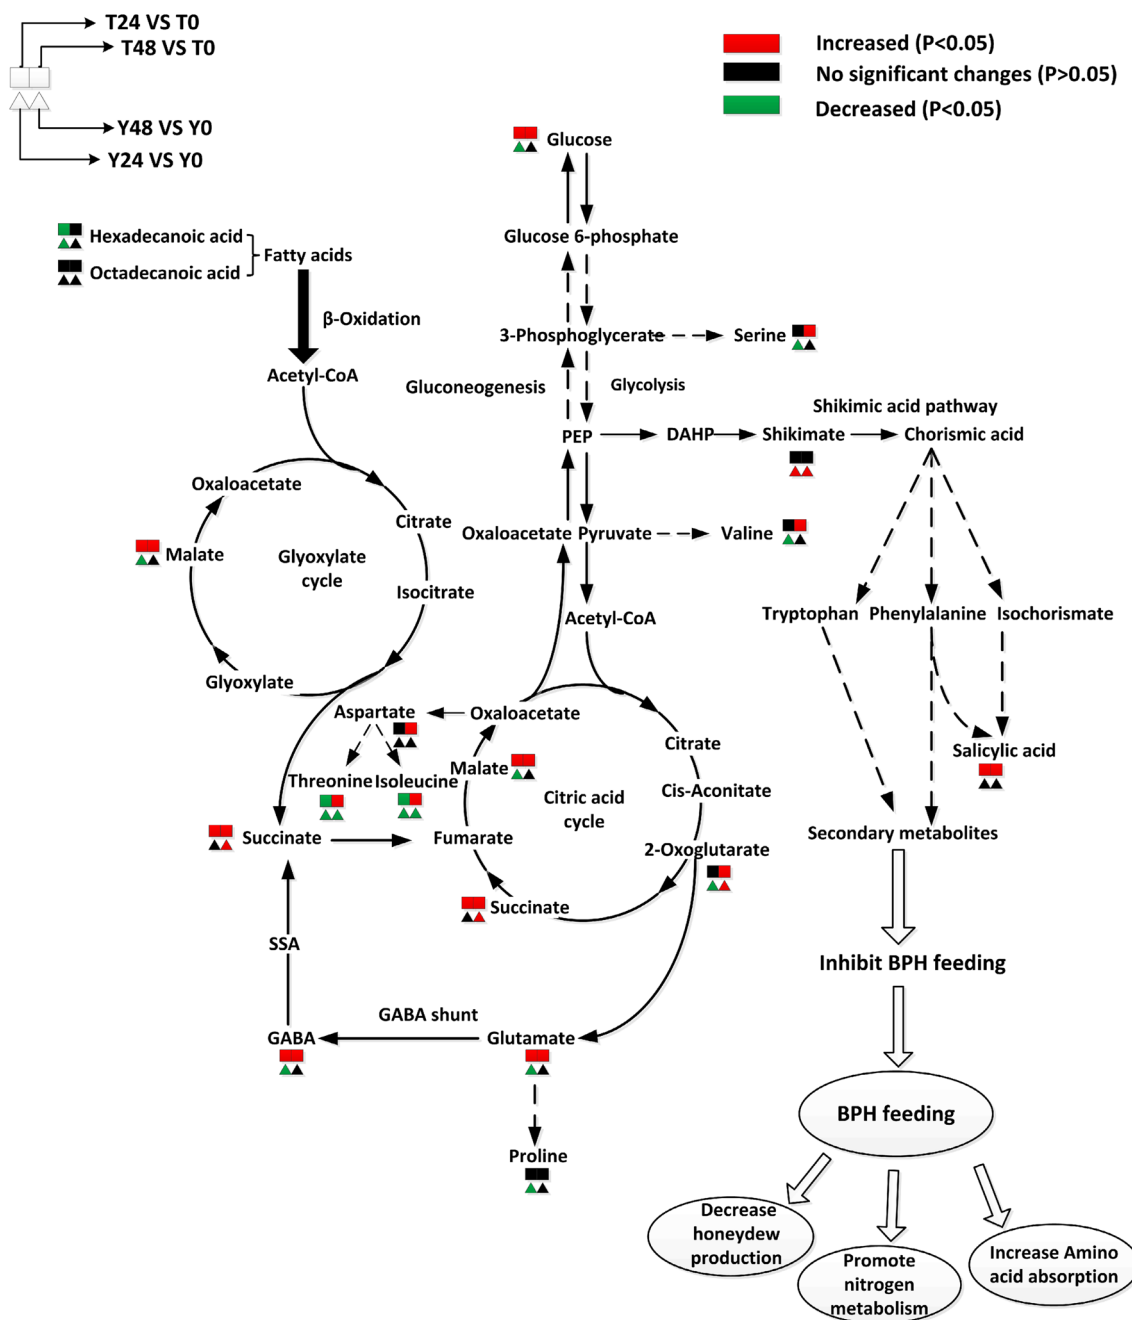 T24 VS T0
T48 VS T0
Y48 VS Y0
Y24 VS Y0
Increased (P<0.05)
No significant changes (P>0.05)
Decreased (P<0.05)
Glucose
Glucose 6-phosphate
Hexadecanoic acid
Octadecanoic acid
Fatty acids
β-Oxidation
Acetyl-CoA
3-Phosphoglycerate
Serine
Gluconeogenesis
Glycolysis
Shikimic acid pathway
PEP
DAHP
Shikimate
Chorismic acid
Oxaloacetate
Citrate
Malate
Glyoxylate
cycle
Isocitrate
Glyoxylate
Oxaloacetate
Pyruvate
Valine
Acetyl-CoA
Tryptophan
Phenylalanine
Isochorismate
Aspartate
Oxaloacetate
Citrate
Salicylic acid
Threonine
Isoleucine
Malate
Cis-Aconitate
Citric acid
cycle
Succinate
Fumarate
2-Oxoglutarate
Succinate
Secondary metabolites
SSA
Inhibit BPH feeding
GABA shunt
GABA
Glutamate
Proline
BPH feeding
Decrease
honeydew
production
Promote
nitrogen
metabolism
Increase Amino
acid absorption